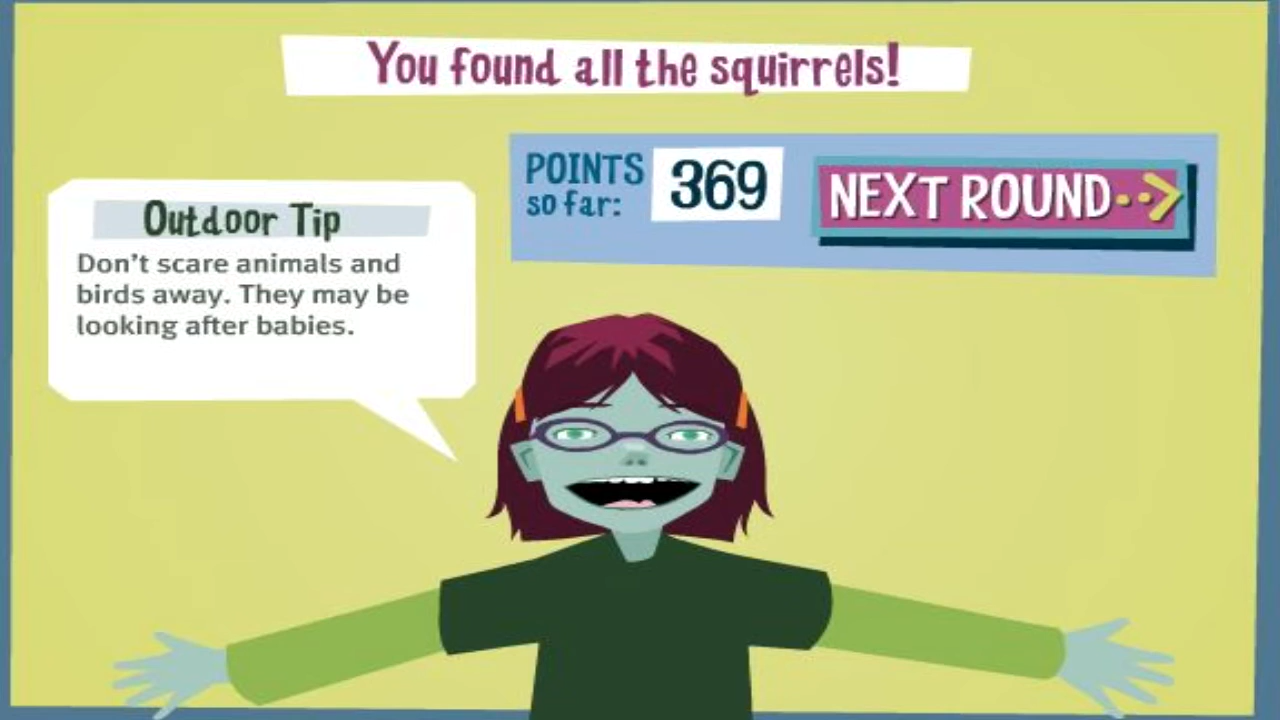 You found all the squirrels!
POINTS
so far:
369
NEXT ROUND
Outdoor Tip
Don't scare animals and
birds away. They may be
looking after babies.